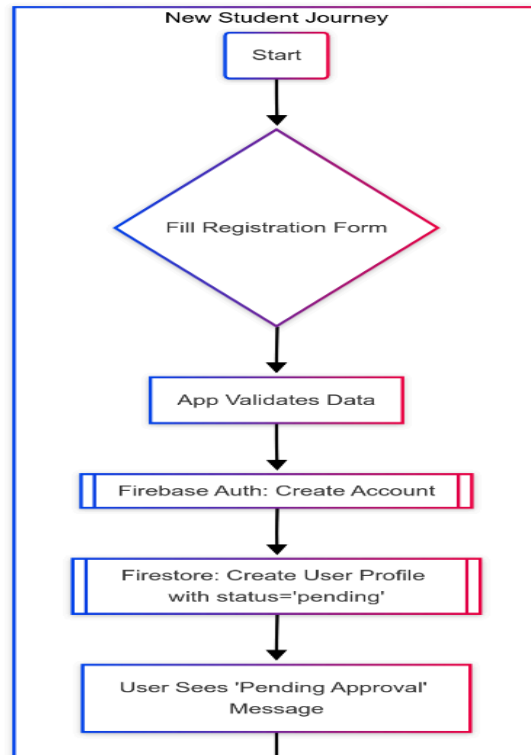 New Student Journey
Start
Fill Registration Form
App Validates Data
Firebase Auth: Create Account
Firestore: Create User Profile
with status='pending'
User Sees 'Pending Approval'
Message